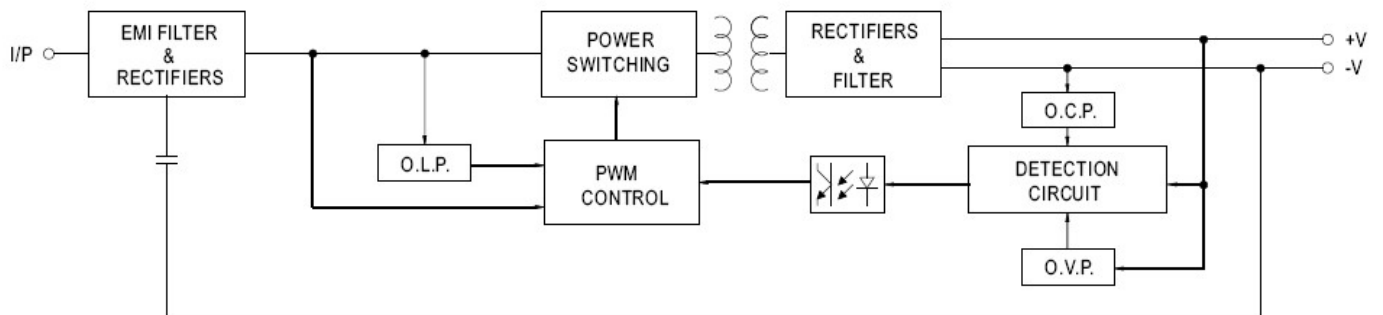 I/P
EMI FILTER
&
RECTIFIERS
POWER
SWITCHING
RECTIFIERS
&
FILTER
+V
-V
O.C.P.
O.L.P.
PWM
CONTROL
DETECTION
CIRCUIT
O.V.P.